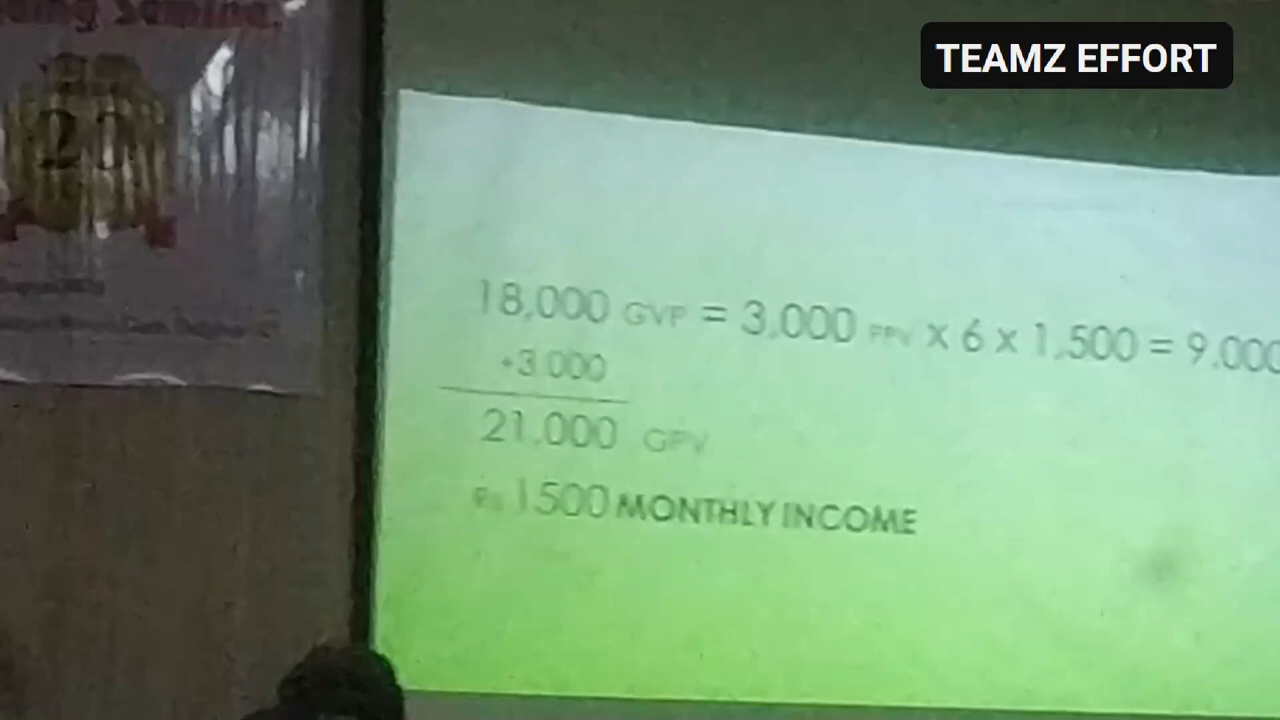 TEAMZ EFFORT
18,000 GVP = 3,000 PPV X 6 X 1,500 = 9,000
+3,000
21,000 GPV
Rs 1500 MONTHLY INCOME